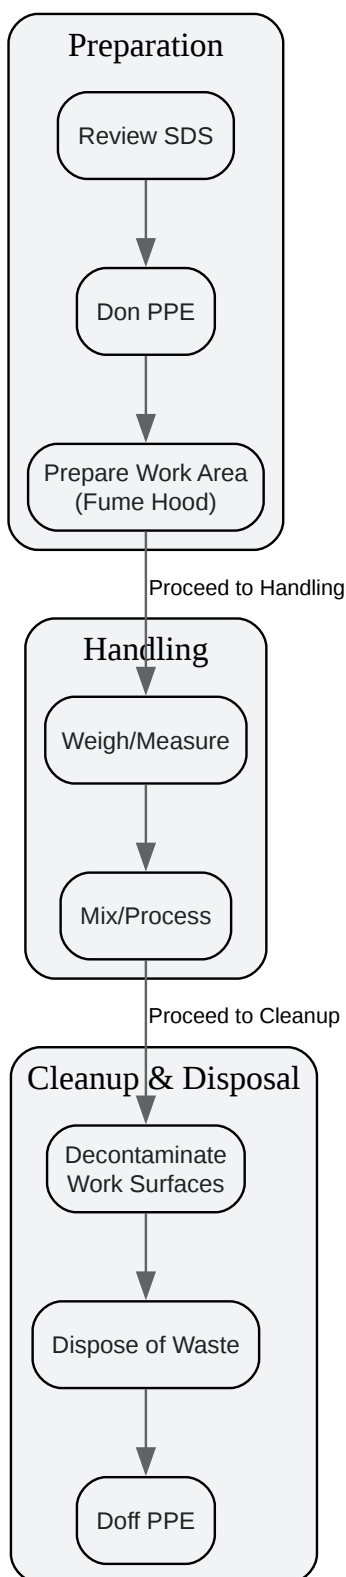 Preparation
Review SDS
Don PPE
Prepare Work Area
(Fume Hood)
Proceed to Handling
Handling
Weigh/Measure
Mix/Process
Proceed to Cleanup
Cleanup & Disposal
Decontaminate
Work Surfaces
Dispose of Waste
Doff PPE